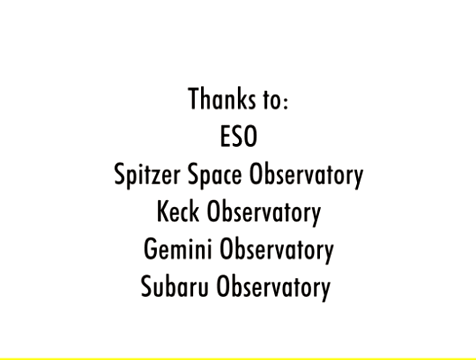 Thanks to:
ESO
Spitzer Space Observatory
Keck Observatory
Gemini Observatory
Subaru Observatory